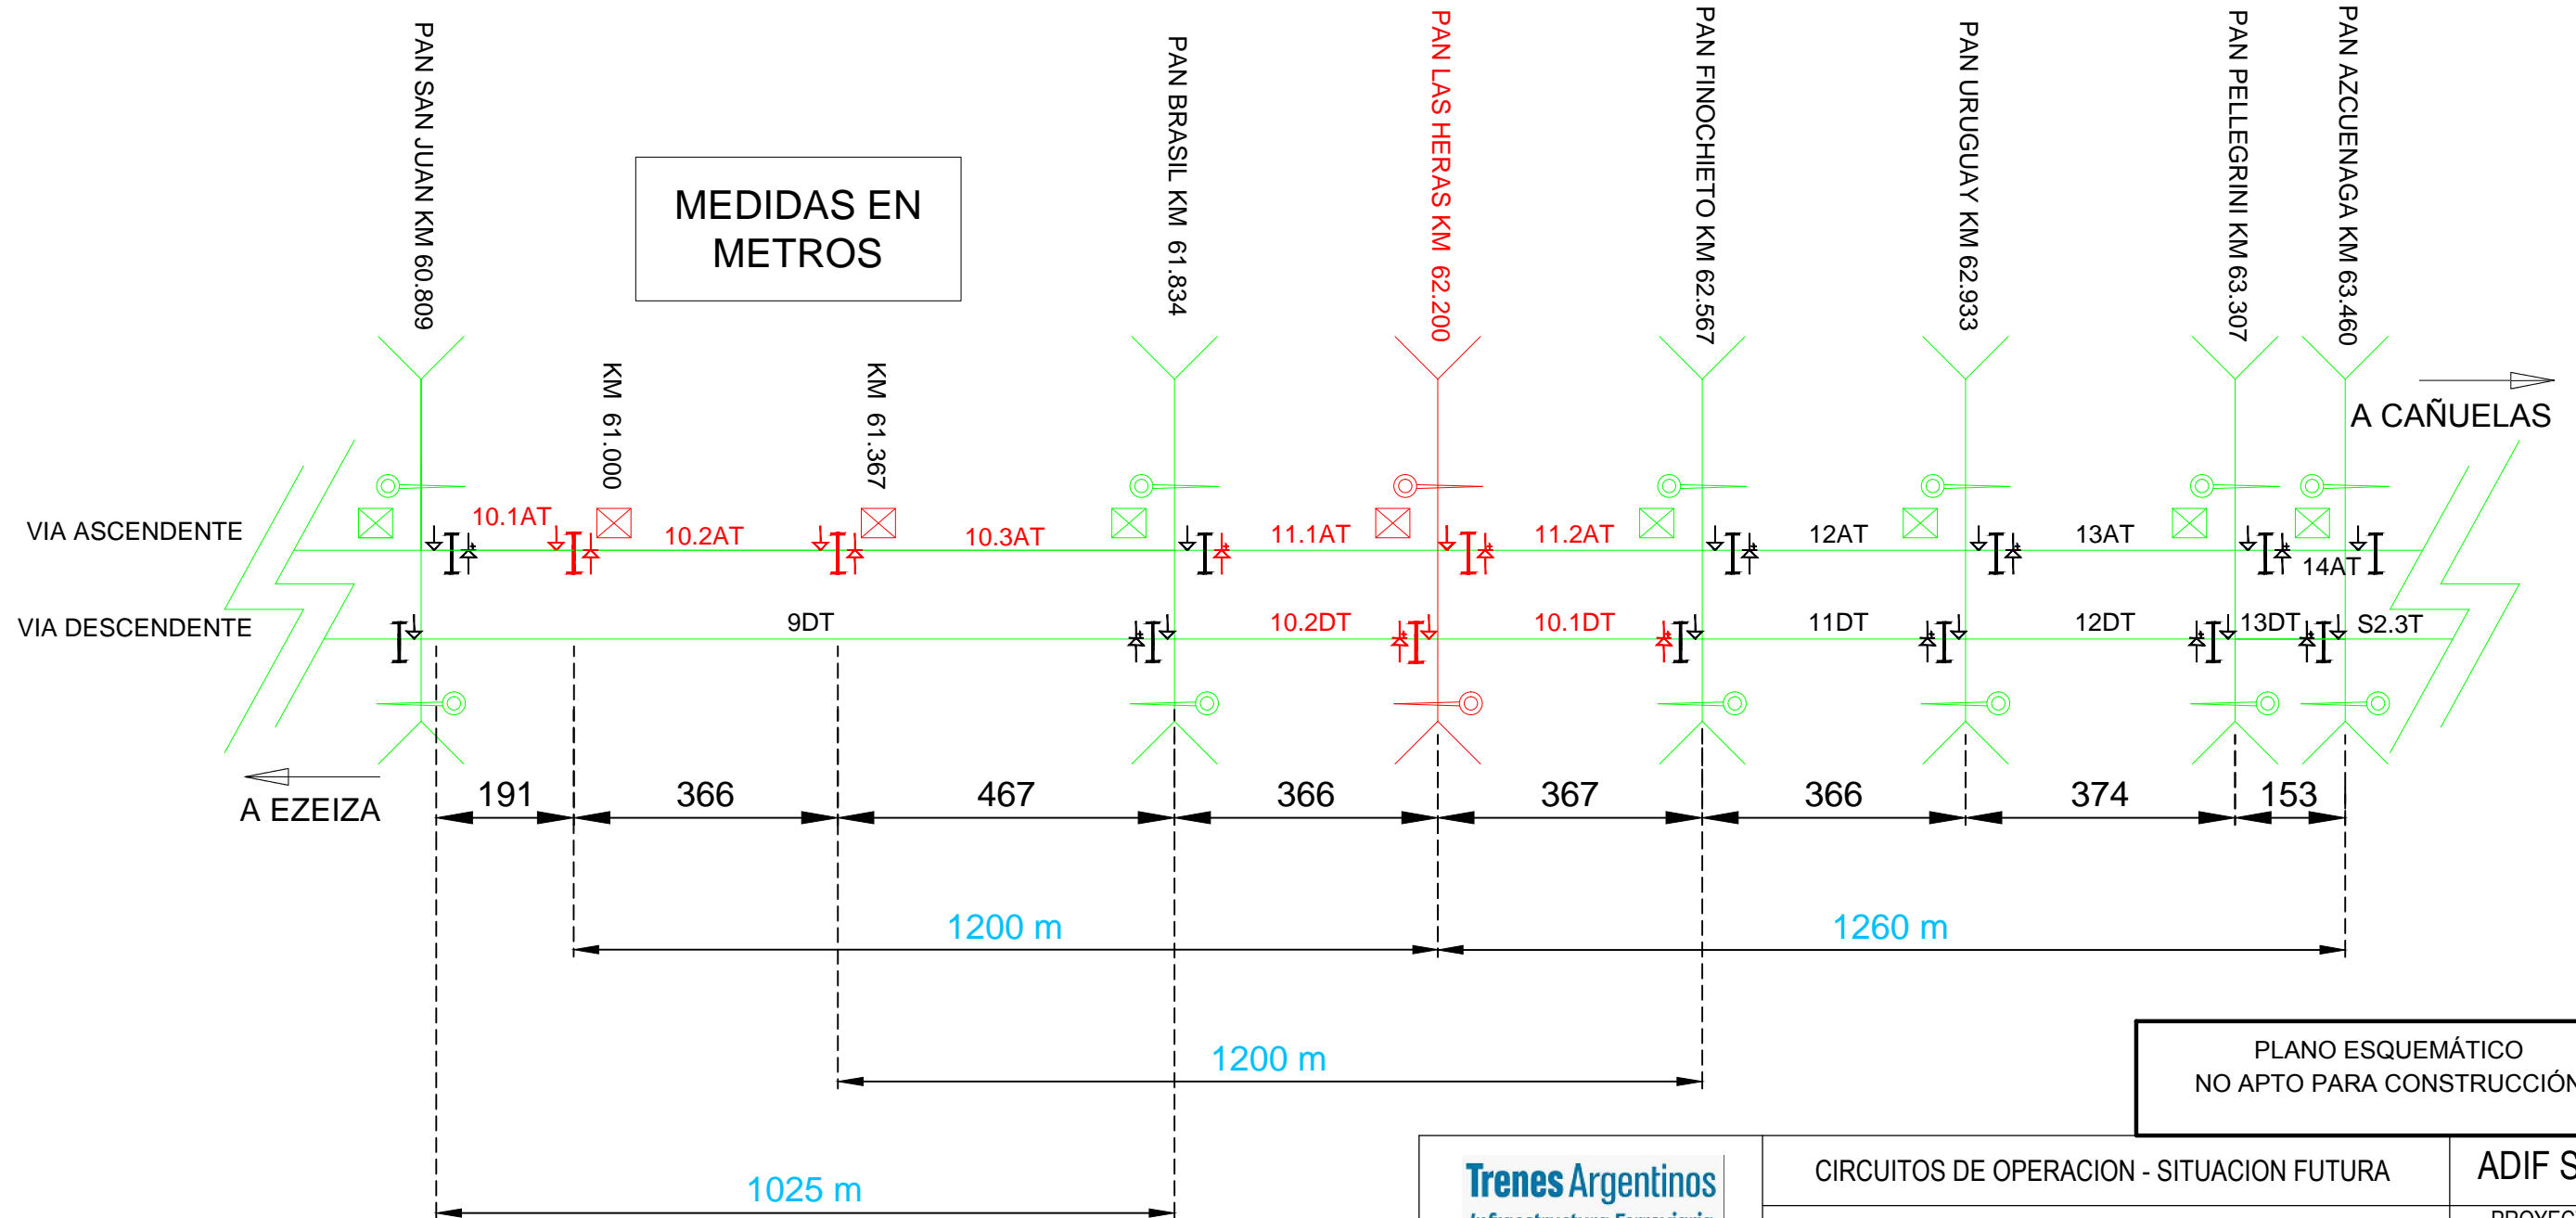 PAN SAN JUAN KM 60.809
PAN BRASIL KM 61.834
PAN LAS HERAS KM 62.200
PAN FINOCHIETO KM 62.567
PAN URUGUAY KM 62.933
PAN PELLEGRINI KM 63.307
PAN AZCUENAGA KM 63.460
MEDIDAS EN
METROS
KM 61.000
KM 61.367
A CAÑUELAS
VIA ASCENDENTE
10.1AT
10.2AT
10.3AT
11.1AT
11.2AT
12AT
13AT
14AT
VIA DESCENDENTE
9DT
10.2DT
10.1DT
11DT
12DT
13DT
S2.3T
A EZEIZA
191
366
467
366
367
366
374
153
1200 m
1260 m
1200 m
1025 m
PLANO ESQUEMÁTICO
NO APTO PARA CONSTRUCCIÓN
Trenes Argentinos
CIRCUITOS DE OPERACION - SITUACION FUTURA
ADIF S